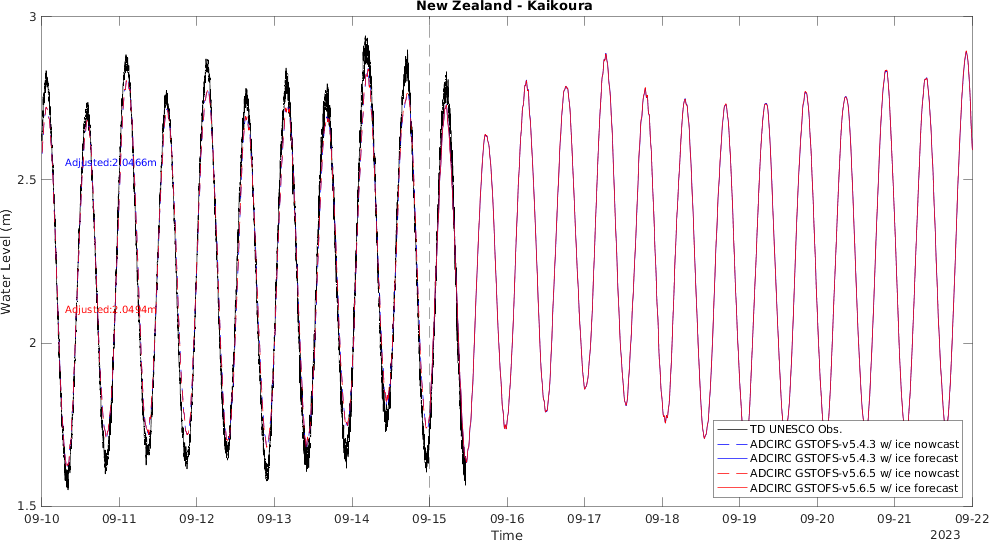 New Zealand - Kaikoura
3
2.5
2
1.5
Water Level (m)
Adjusted:2.0466m
Adjusted:2.0494m
TD UNESCO Obs.
ADCIRC GSTOFS-v5.4.3 w/ ice nowcast
ADCIRC GSTOFS-v5.4.3 w/ ice forecast
ADCIRC GSTOFS-v5.6.5 w/ ice nowcast
ADCIRC GSTOFS-v5.6.5 w/ ice forecast
09-10 09-11 09-12 09-13 09-14 09-15 09-16 09-17 09-18 09-19 09-20 09-21 09-22
Time
2023